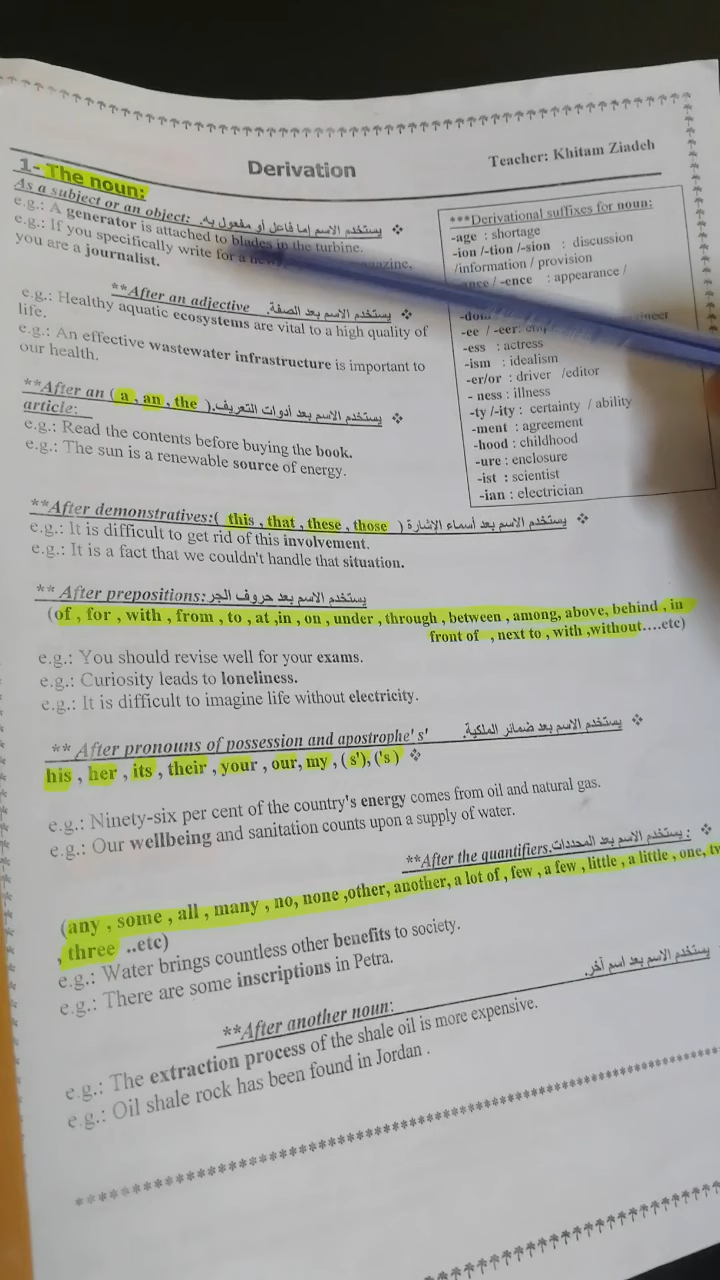 Derivation
Teacher: Khitam Ziadeh
1- The noun:
As a subject or an object: يستخدم الاسم إما فاعل أو مفعول به.
e.g.: A generator is attached to blades in the turbine.
e.g.: If you specifically write for a
you are a journalist.
**After an adjective يستخدم الاسم بعد الصفة.
e.g.: Healthy aquatic ecosystems are vital to a high quality of
life.
e.g.: An effective wastewater infrastructure is important to
our health.
**After an ( a , an , the ).يستخدم الاسم بعد أدوات التعريف
article:
e.g.: Read the contents before buying the book.
e.g.: The sun is a renewable source of energy.
***Derivational suffixes for noun:
-age : shortage
-ion /-tion /-sion : discussion
/information / provision
/ -ence : appearance /
-ee / -eer:
-ess : actress
-ism : idealism
-er/or : driver /editor
- ness : illness
-ty /-ity : certainty / ability
-ment : agreement
-hood : childhood
-ure : enclosure
-ist : scientist
-ian : electrician
**After demonstratives:( this , that , these , those ) يستخدم الاسم بعد أسماء الإشارة
e.g.: It is difficult to get rid of this involvement.
e.g.: It is a fact that we couldn't handle that situation.
** After prepositions: يستخدم الاسم بعد حروف الجر
(of , for , with , from , to , at ,in , on , under , through , between , among, above, behind , in
front of , next to , with ,without....etc)
e.g.: You should revise well for your exams.
e.g.: Curiosity leads to loneliness.
e.g.: It is difficult to imagine life without electricity.
** After pronouns of possession and apostrophe' s' يستخدم الاسم بعد ضمائر الملكية.
his , her , its , their , your , our, my , ( s'), ('s )
e.g.: Ninety-six per cent of the country's energy comes from oil and natural gas.
e.g.: Our wellbeing and sanitation counts upon a supply of water.
**After the quantifiers.يستخدم الاسم بعد المحددات :
(any , some , all , many , no, none ,other, another, a lot of , few , a few , little , a little , one,
, three ..etc)
e.g.: Water brings countless other benefits to society.
e.g.: There are some inscriptions in Petra.
**After another noun: يستخدم الاسم بعد اسم آخر.
e.g.: The extraction process of the shale oil is more expensive.
e.g.: Oil shale rock has been found in Jordan .